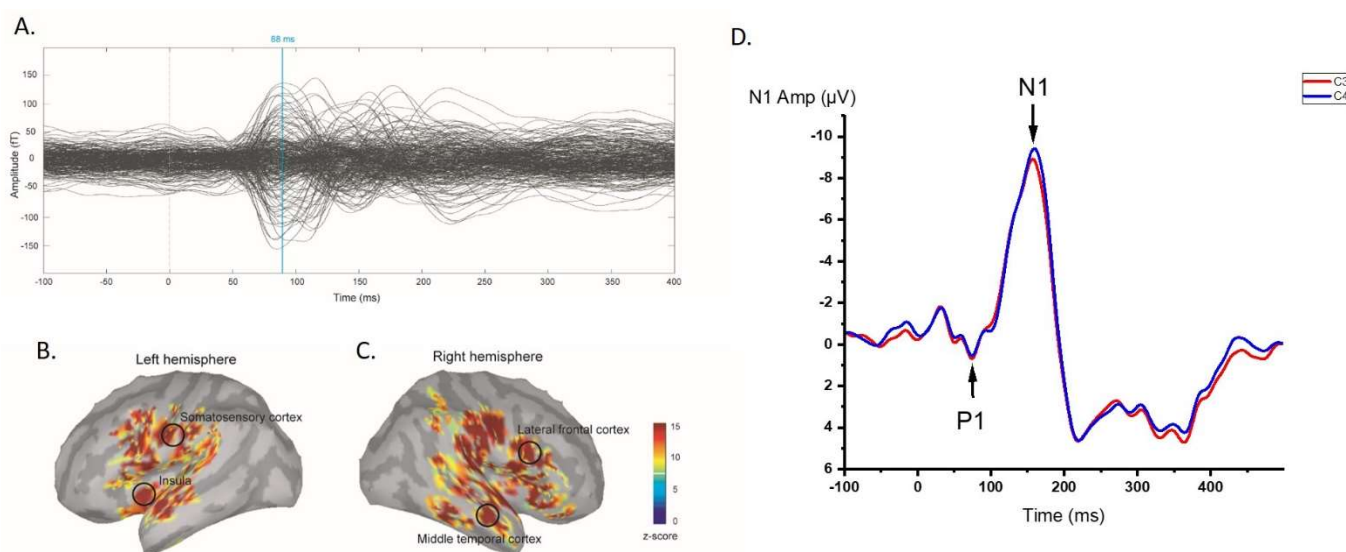 A.
88 ms
150
100
50
0
-50
-100
-150
Amplitude (fT)
-100 -50 0 50 100 150 200 250 300 350 400
Time (ms)
B.
Left hemisphere
Somatosensory cortex
Insula
C.
Right hemisphere
Lateral frontal cortex
Middle temporal cortex
15
10
5
0
z-score
D.
N1 Amp (µV)
N1
C3
C4
-10
-8
-6
-4
-2
0
2
4
6
P1
-100 0 100 200 300 400
Time (ms)